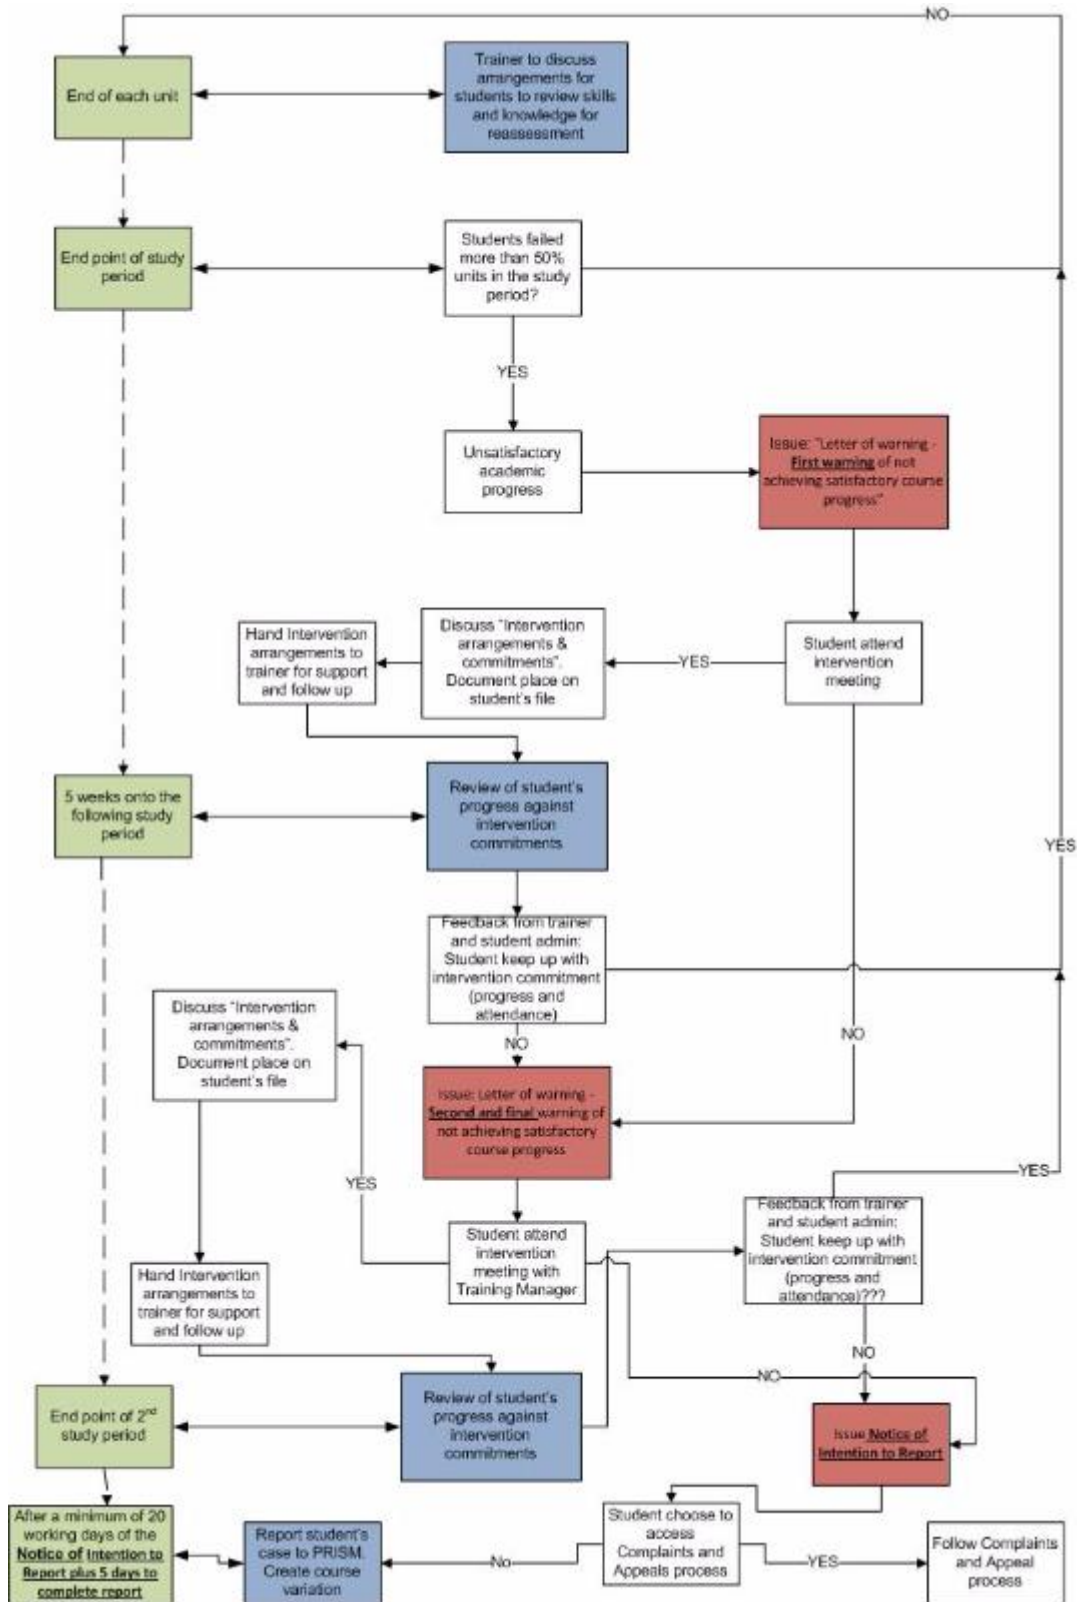 NO
End of each unit
Trainer to discuss
arrangements for
students to review skills
and knowledge for
reassessment
End point of study
period
Students failed
more than 50%
units in the study
period?
YES
Unsatisfactory
academic
progress
Issue: "Letter of warning -
First warning of not
achieving satisfactory course
progress"
Hand Intervention
arrangements to
trainer for support
and follow up
Discuss "Intervention
arrangements &
commitments".
Document place on
student's file
YES
Student attend
intervention
meeting
5 weeks onto the
following study
period
Review of student's
progress against
intervention
commitments
YES
Feedback from trainer
and student admin:
Student keep up with
intervention commitment
(progress and
attendance)
NO
NO
Discuss "Intervention
arrangements &
commitments".
Document place on
student's file
Issue: Letter of warning -
Second and final warning of
not achieving satisfactory
course progress
YES
YES
Student attend
intervention
meeting with
Training Manager
Feedback from trainer
and student admin:
Student keep up with
intervention commitment
(progress and
attendance)???
Hand Intervention
arrangements to
trainer for support
and follow up
NO
NO
End point of 2nd
study period
Review of student's
progress against
intervention
commitments
Issue Notice of
Intention to Report
After a minimum of 20
working days of the
Notice of Intention to
Report plus 5 days to
complete report
Report student's
case to PRISM.
Create course
variation
No
Student choose to
access
Complaints and
Appeals process
YES
Follow Complaints
and Appeal
process